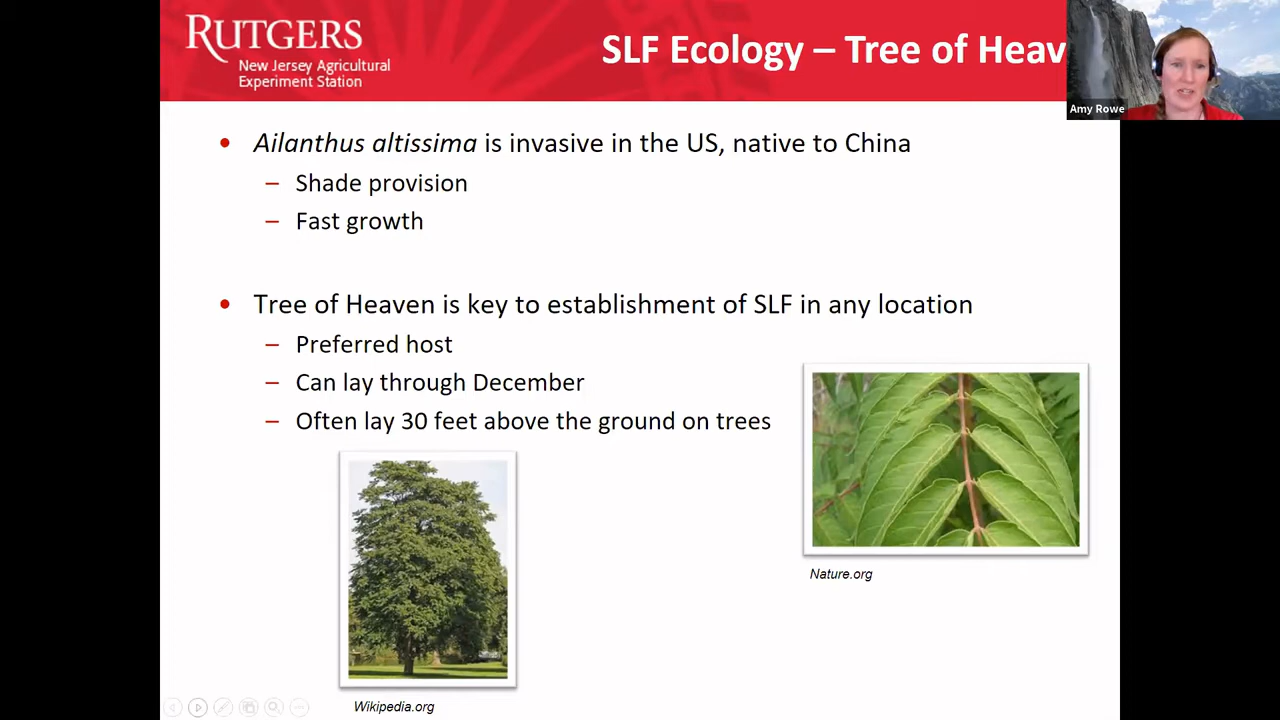 RUTGERS
New Jersey Agricultural
Experiment Station
SLF Ecology – Tree of Heav
Amy Rowe
• Ailanthus altissima is invasive in the US, native to China
– Shade provision
– Fast growth
• Tree of Heaven is key to establishment of SLF in any location
– Preferred host
– Can lay through December
– Often lay 30 feet above the ground on trees
Nature.org
Wikipedia.org